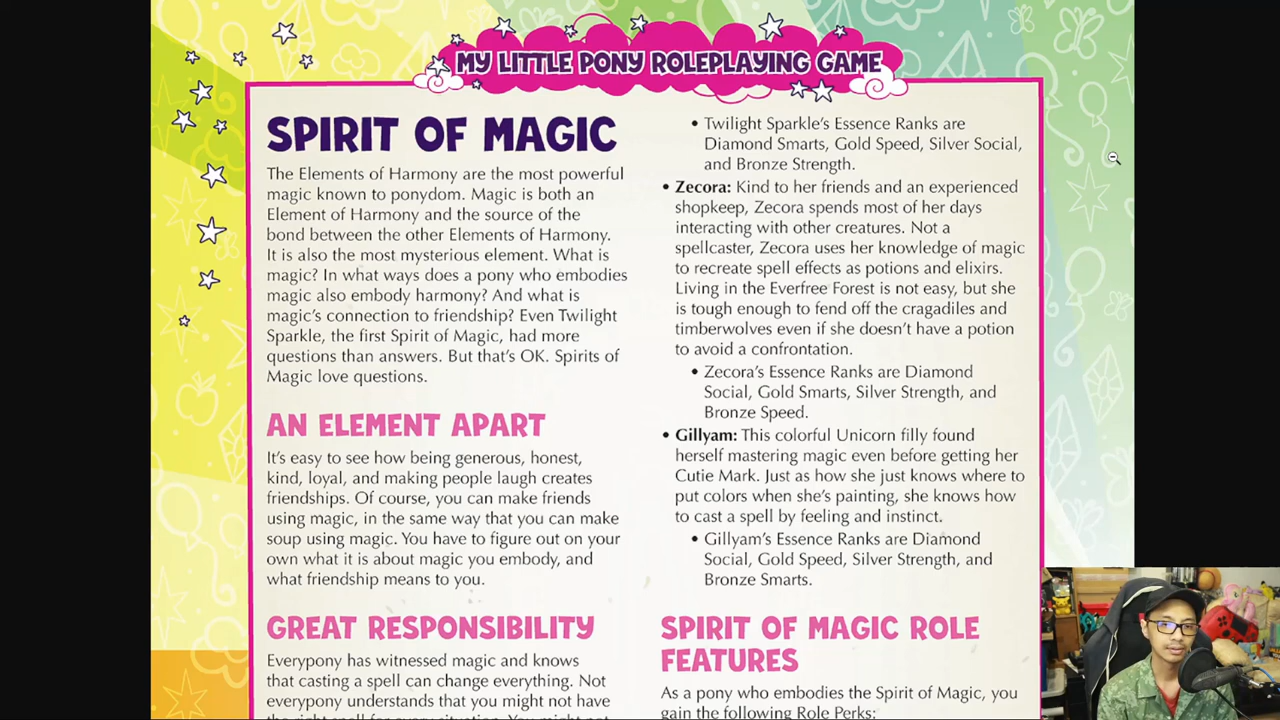 MY LITTLE PONY ROLEPLAYING GAME
SPIRIT OF MAGIC
The Elements of Harmony are the most powerful
magic known to ponydom. Magic is both an
Element of Harmony and the source of the
bond between the other Elements of Harmony.
It is also the most mysterious element. What is
magic? In what ways does a pony who embodies
magic also embody harmony? And what is
magic's connection to friendship? Even Twilight
Sparkle, the first Spirit of Magic, had more
questions than answers. But that's OK. Spirits of
Magic love questions.
AN ELEMENT APART
It's easy to see how being generous, honest,
kind, loyal, and making people laugh creates
friendships. Of course, you can make friends
using magic, in the same way that you can make
soup using magic. You have to figure out on your
own what it is about magic you embody, and
what friendship means to you.
GREAT RESPONSIBILITY
Everypony has witnessed magic and knows
that casting a spell can change everything. Not
everypony understands that you might not have
the right spell for every situation. You might not
• Twilight Sparkle's Essence Ranks are
Diamond Smarts, Gold Speed, Silver Social,
and Bronze Strength.
• Zecora: Kind to her friends and an experienced
shopkeep, Zecora spends most of her days
interacting with other creatures. Not a
spellcaster, Zecora uses her knowledge of magic
to recreate spell effects as potions and elixirs.
Living in the Everfree Forest is not easy, but she
is tough enough to fend off the cragadiles and
timberwolves even if she doesn't have a potion
to avoid a confrontation.
• Zecora's Essence Ranks are Diamond
Social, Gold Smarts, Silver Strength, and
Bronze Speed.
• Gillyam: This colorful Unicorn filly found
herself mastering magic even before getting her
Cutie Mark. Just as how she just knows where to
put colors when she's painting, she knows how
to cast a spell by feeling and instinct.
• Gillyam's Essence Ranks are Diamond
Social, Gold Speed, Silver Strength, and
Bronze Smarts.
SPIRIT OF MAGIC ROLE
FEATURES
As a pony who embodies the Spirit of Magic, you
gain the following Role Perks: